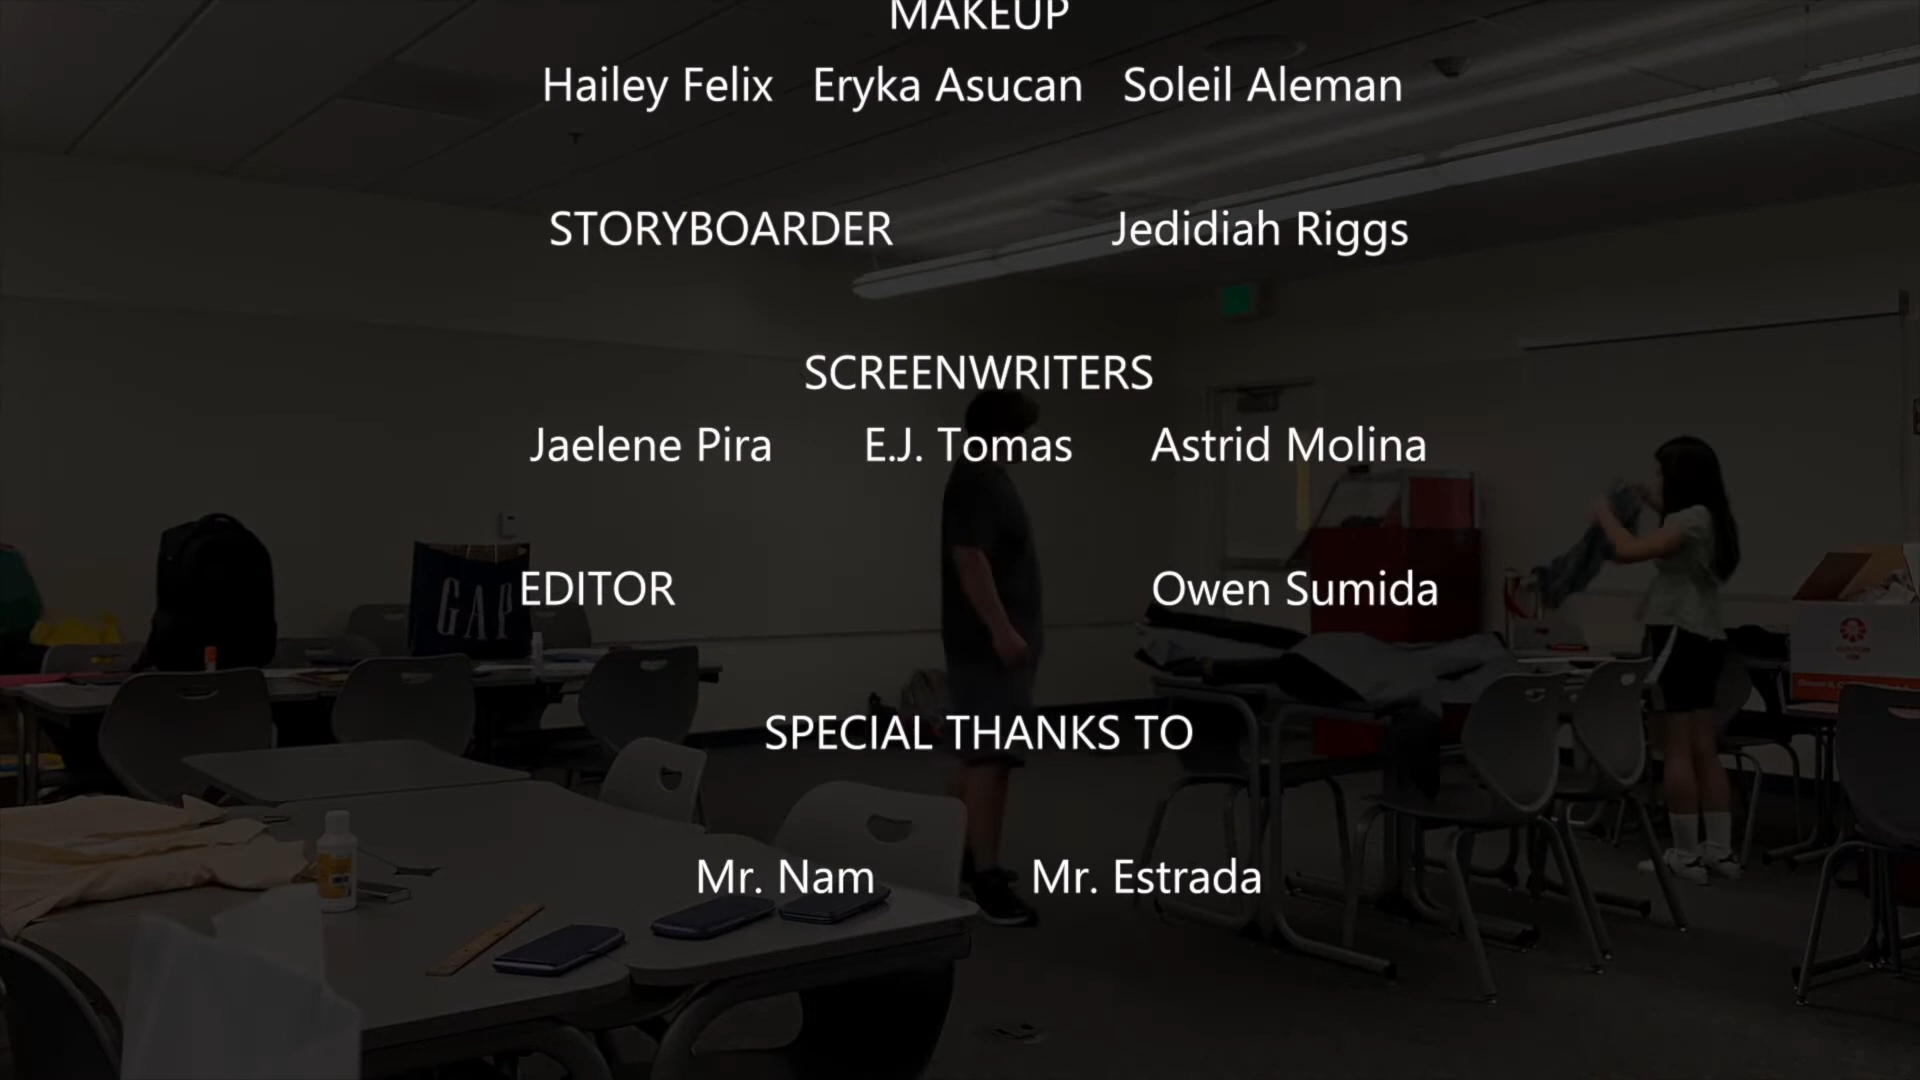 MAKEUP
Hailey Felix Eryka Asucan Soleil Aleman
STORYBOARDER Jedidiah Riggs
SCREENWRITERS
Jaelene Pira E.J. Tomas Astrid Molina
EDITOR Owen Sumida
GAP
SPECIAL THANKS TO
Mr. Nam Mr. Estrada